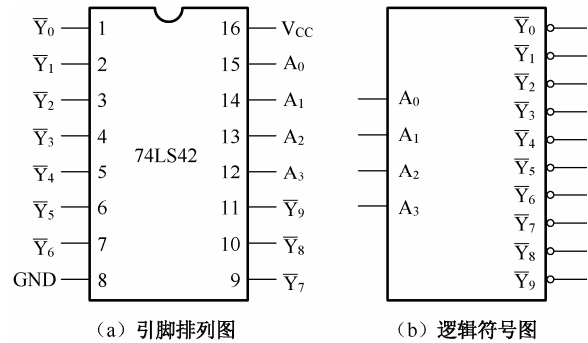 Y̅₀ 1 16 V_CC
Y̅₁ 2 15 A₀
Y̅₂ 3 14 A₁
Y̅₃ 4 13 A₂
74LS42
Y̅₄ 5 12 A₃
Y̅₅ 6 11 Y̅₉
Y̅₆ 7 10 Y̅₈
GND 8 9 Y̅₇
(a) 引脚排列图
A₀
A₁
A₂
A₃
Y̅₀
Y̅₁
Y̅₂
Y̅₃
Y̅₄
Y̅₅
Y̅₆
Y̅₇
Y̅₈
Y̅₉
(b) 逻辑符号图